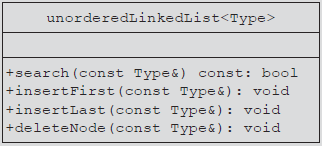 unorderedLinkedList<Type>
+search(const Type&) const: bool
+insertFirst(const Type&): void
+insertLast(const Type&): void
+deleteNode(const Type&): void